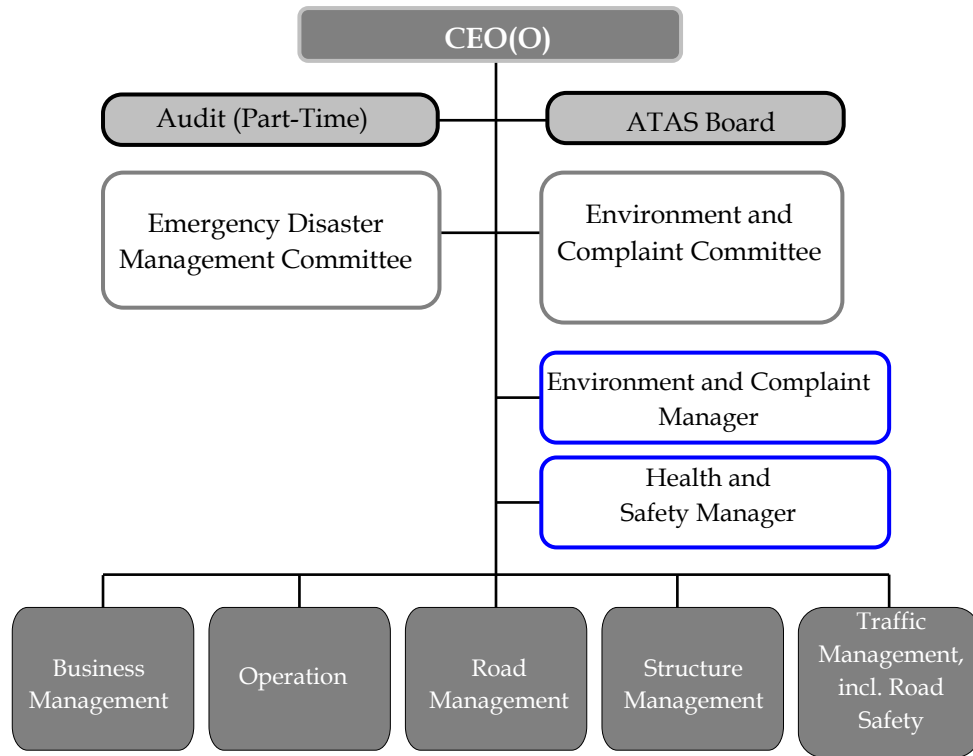 CEO(O)
Audit (Part-Time)
ATAS Board
Emergency Disaster
Management Committee
Environment and
Complaint Committee
Environment and Complaint
Manager
Health and
Safety Manager
Business
Management
Operation
Road
Management
Structure
Management
Traffic
Management,
incl. Road
Safety